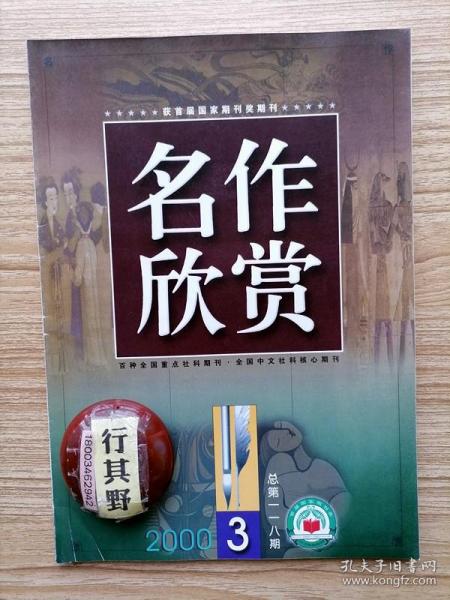 名 作
★★★★★获首届国家期刊奖期刊★★★★★
名作
欣赏
百种全国重点社科期刊·全国中文社科核心期刊
行其野
18003462942
2000 3
总第一一八期
孔夫子旧书网
www.kongfz.com